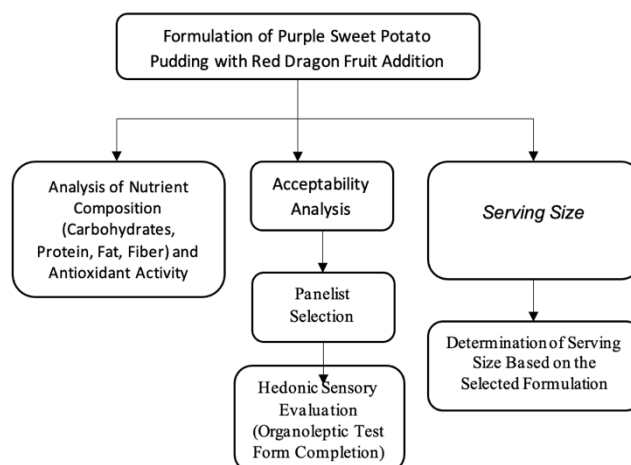 Formulation of Purple Sweet Potato
Pudding with Red Dragon Fruit Addition
Analysis of Nutrient
Composition
(Carbohydrates,
Protein, Fat, Fiber) and
Antioxidant Activity
Acceptability
Analysis
Serving Size
Panelist
Selection
Determination of Serving
Size Based on the
Selected Formulation
Hedonic Sensory
Evaluation
(Organoleptic Test
Form Completion)